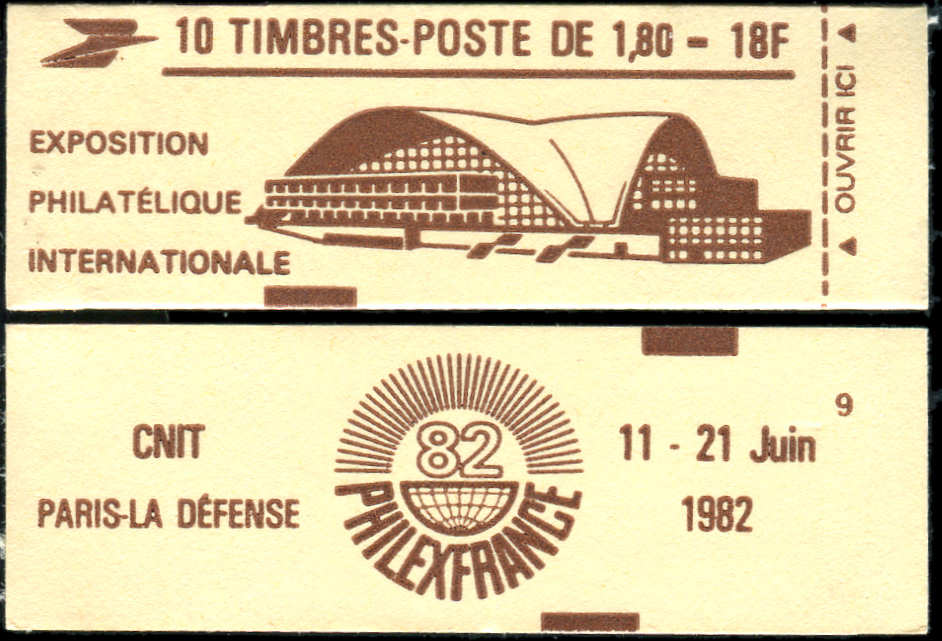 10 TIMBRES-POSTE DE 1,80 - 18F
EXPOSITION
PHILATÉLIQUE
INTERNATIONALE
OUVRIR ICI
9
CNIT
82
11 - 21 Juin
PARIS-LA DÉFENSE
1982
PHILEXFRANCE